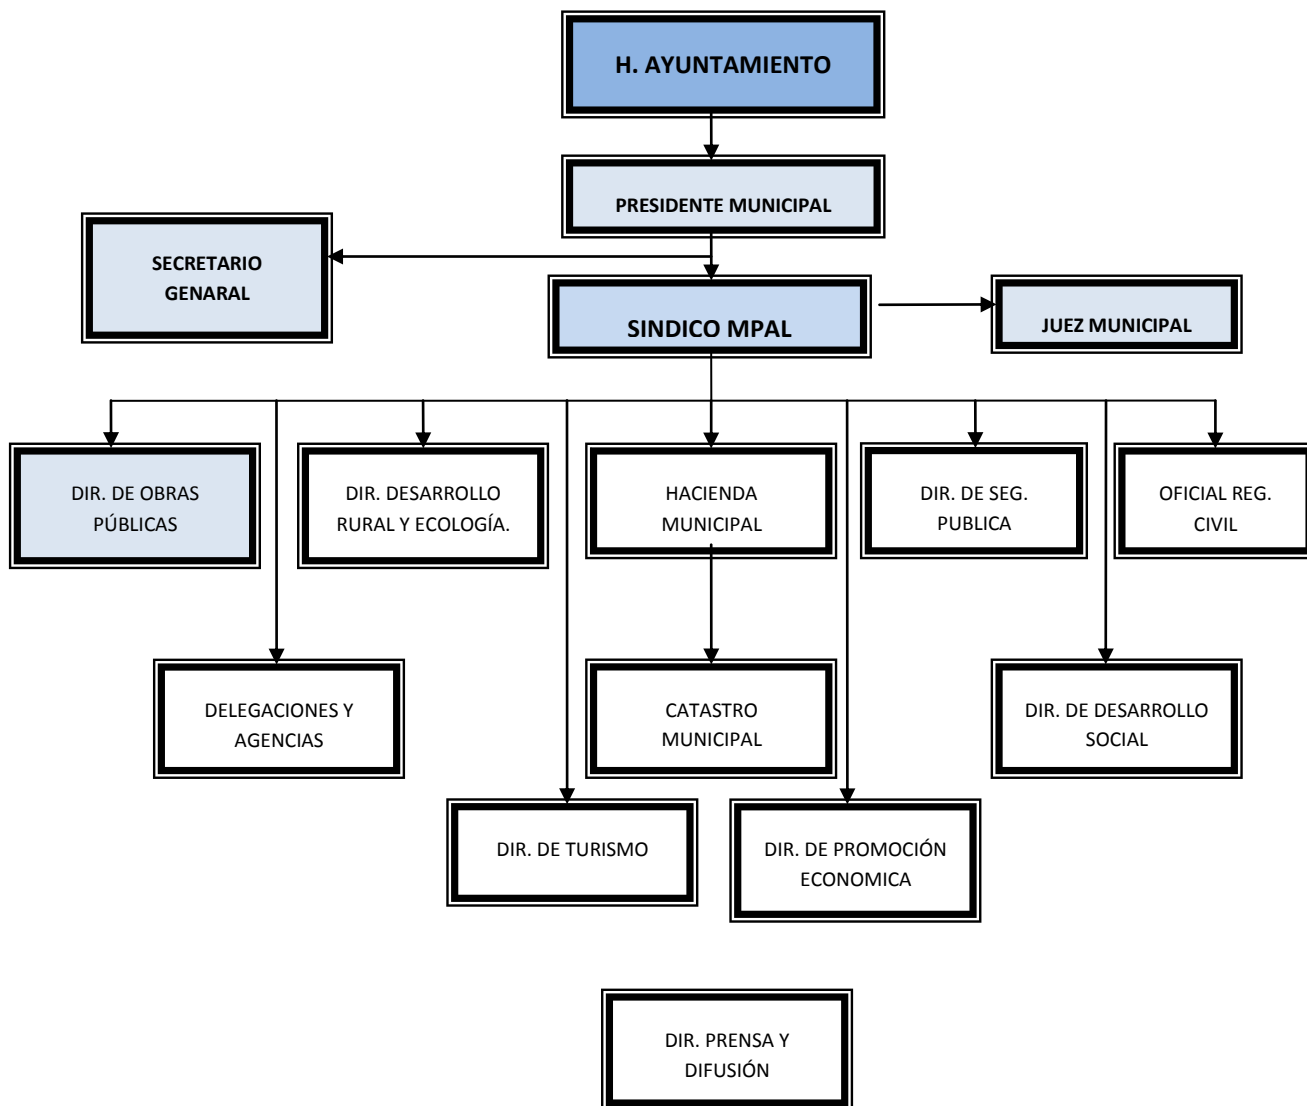 H. AYUNTAMIENTO
PRESIDENTE MUNICIPAL
SECRETARIO
GENARAL
SINDICO MPAL
JUEZ MUNICIPAL
DIR. DE OBRAS
PÚBLICAS
DIR. DESARROLLO
RURAL Y ECOLOGÍA.
HACIENDA
MUNICIPAL
DIR. DE SEG.
PUBLICA
OFICIAL REG.
CIVIL
DELEGACIONES Y
AGENCIAS
CATASTRO
MUNICIPAL
DIR. DE DESARROLLO
SOCIAL
DIR. DE TURISMO
DIR. DE PROMOCIÓN
ECONOMICA
DIR. PRENSA Y
DIFUSIÓN